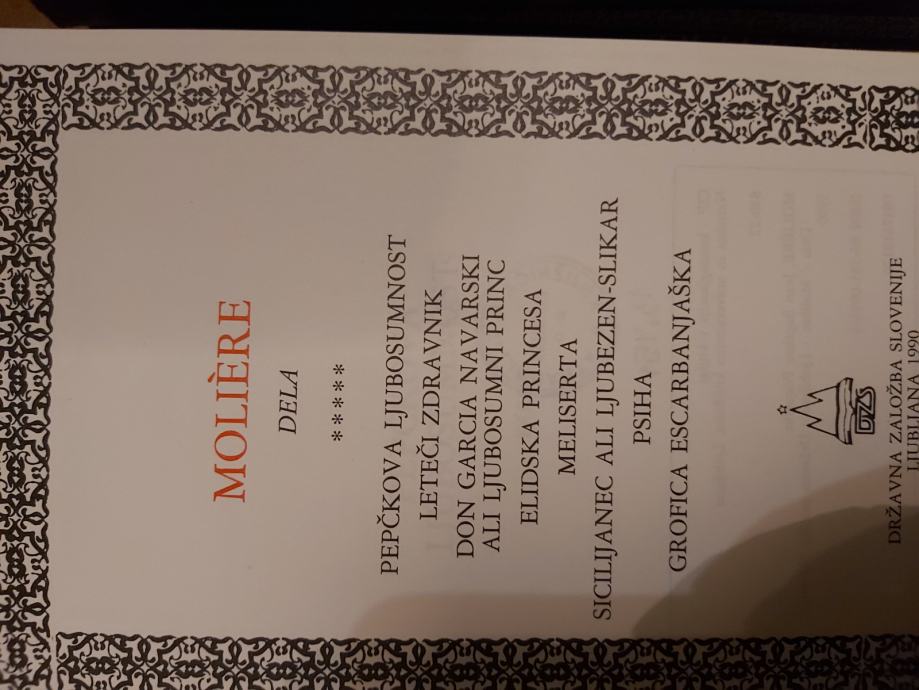 MOLIÈRE
DELA
******
PEPČKOVA LJUBOSUMNOST
LETEČI ZDRAVNIK
DON GARCIA NAVARSKI
ALI LJUBOSUMNI PRINC
ELIDSKA PRINCESA
MELISERTA
SICILIJANEC ALI LJUBEZEN-SLIKAR
PSIHA
GROFICA ESCARBANJAŠKA
DZS
DRŽAVNA ZALOŽBA SLOVENIJE
LJUBLJANA 1990